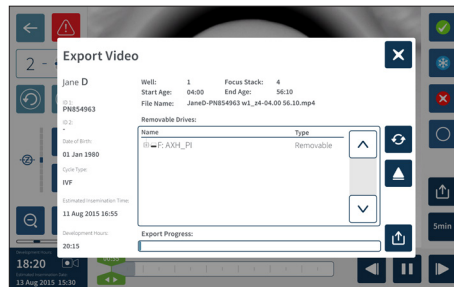 Export Video
2 -
Jane D
ID 1:
PN854963
ID 2:
-
Date of Birth:
01 Jan 1980
Cycle Type:
IVF
Estimated Insemination Time:
11 Aug 2015 16:55
Development Hours:
20:15
Well: 1 Focus Stack: 4
Start Age: 04:00 End Age: 56:10
File Name: JaneD-PN854963 w1_z4-04.00 56.10.mp4
Removable Drives:
Name Type
F: AXH_PI Removable
Export Progress:
5min
18:20
13 Aug 2015 15:30